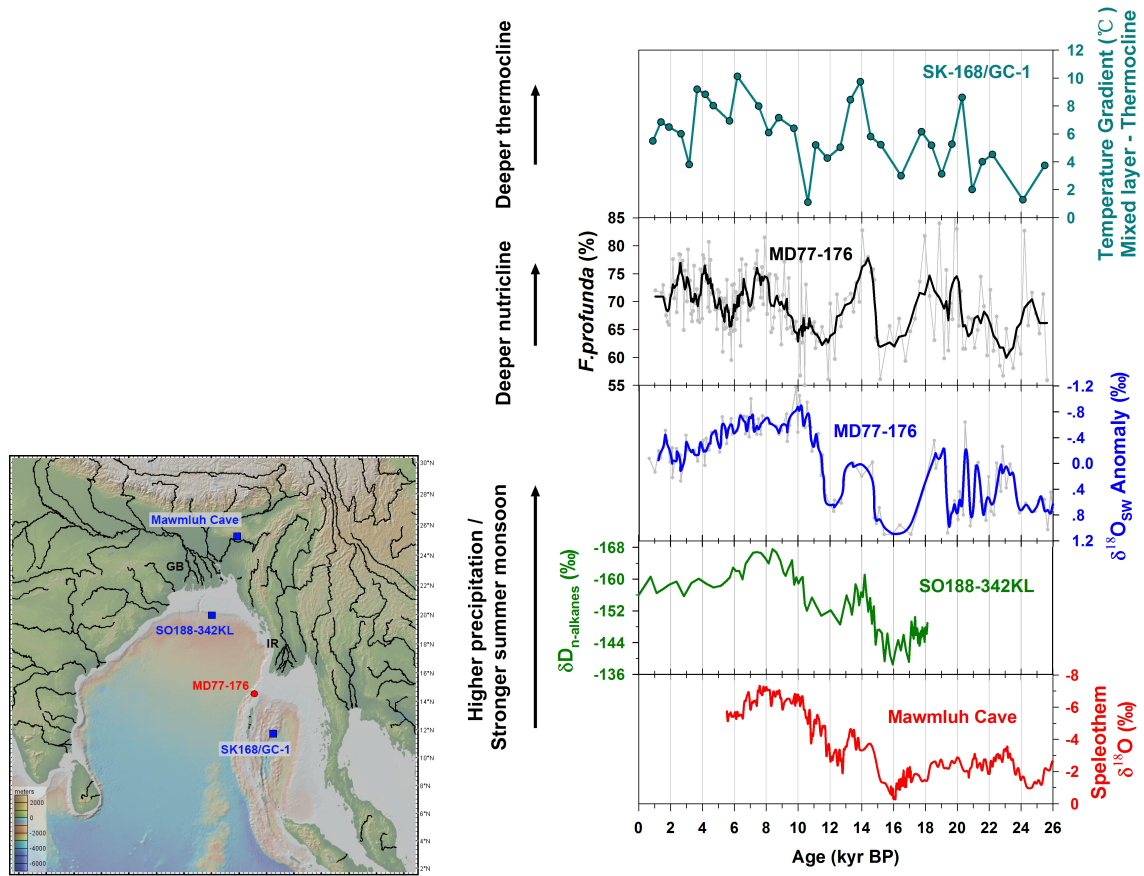 Deeper thermocline
Deeper nutricline
Higher precipitation /
Stronger summer monsoon
12
10
8
6
4
2
0
SK-168/GC-1
Temperature Gradient (℃)
Mixed layer - Thermocline
85
80
75
70
65
60
55
F.profunda (%)
MD77-176
-1.2
-.8
-.4
0.0
.4
.8
1.2
MD77-176
δ18OSW Anomaly (‰)
-168
-160
-152
-144
-136
δDn-alkanes (‰)
SO188-342KL
-8
-6
-4
-2
0
Mawmluh Cave
Speleothem
δ18O (‰)
0 2 4 6 8 10 12 14 16 18 20 22 24 26
Age (kyr BP)
30°N
28°N
26°N
24°N
22°N
20°N
18°N
16°N
14°N
12°N
10°N
8°N
6°N
4°N
2°N
Mawmluh Cave
GB
SO188-342KL
IR
MD77-176
SK168/GC-1
meters
2000
0
-2000
-4000
-6000